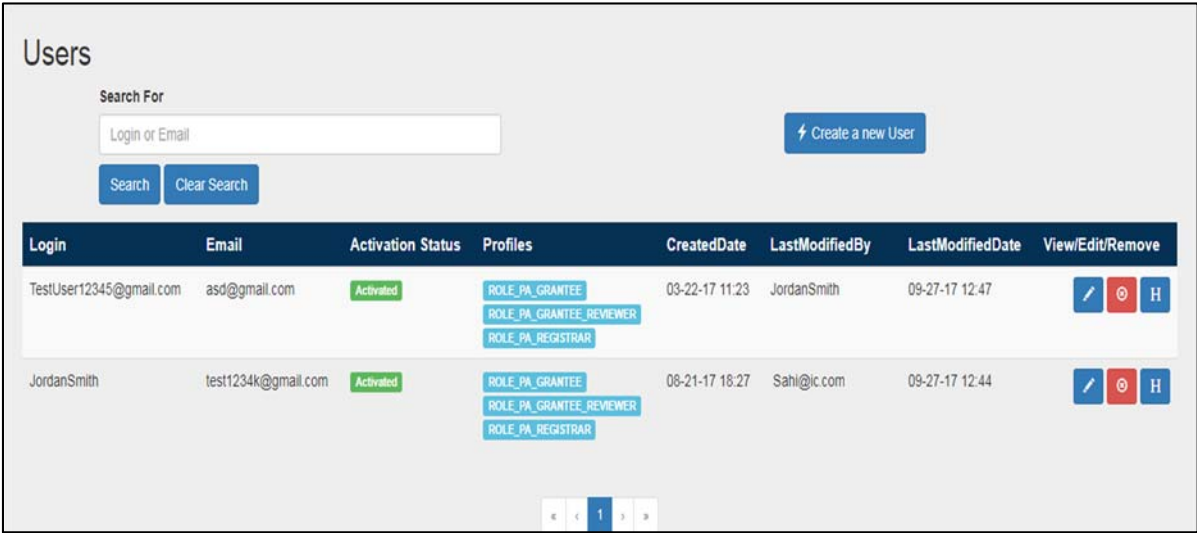 Users
Search For
Login or Email
Create a new User
Search Clear Search
Login Email Activation Status Profiles CreatedDate LastModifiedBy LastModifiedDate View/Edit/Remove
TestUser12345@gmail.com asd@gmail.com Activated ROLE_PA_GRANTEE 03-22-17 11:23 JordanSmith 09-27-17 12:47 H
ROLE_PA_GRANTEE_REVIEWER
ROLE_PA_REGISTRAR
JordanSmith test1234k@gmail.com Activated ROLE_PA_GRANTEE 08-21-17 18:27 Sahi@ic.com 09-27-17 12:44 H
ROLE_PA_GRANTEE_REVIEWER
ROLE_PA_REGISTRAR
« ‹ 1 › »